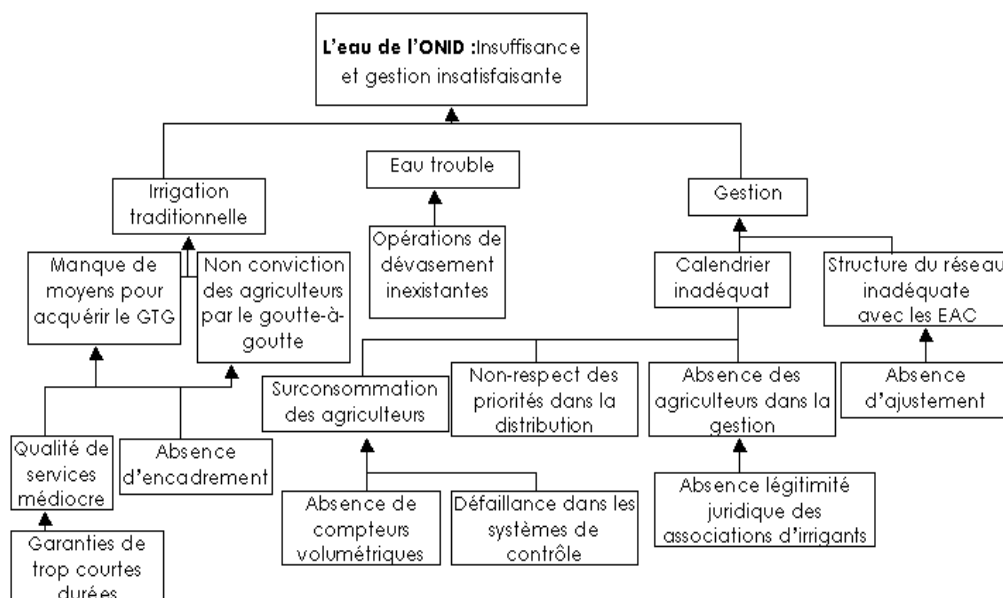 L'eau de l'ONID :Insuffisance
et gestion insatisfaisante
Irrigation
traditionnelle
Eau trouble
Gestion
Manque de
moyens pour
acquérir le GTG
Non conviction
des agriculteurs
par le goutte-à-
goutte
Opérations de
dévasement
inexistantes
Calendrier
inadéquat
Structure du réseau
inadéquate
avec les EAC
Surconsommation
des agriculteurs
Non-respect des
priorités dans la
distribution
Absence des
agriculteurs dans la
gestion
Absence
d'ajustement
Qualité de
services
médiocre
Absence
d'encadrement
Absence de
compteurs
volumétriques
Défaillance dans les
systèmes de
contrôle
Absence légitimité
juridique des
associations d'irrigants
Garanties de
trop courtes
durées